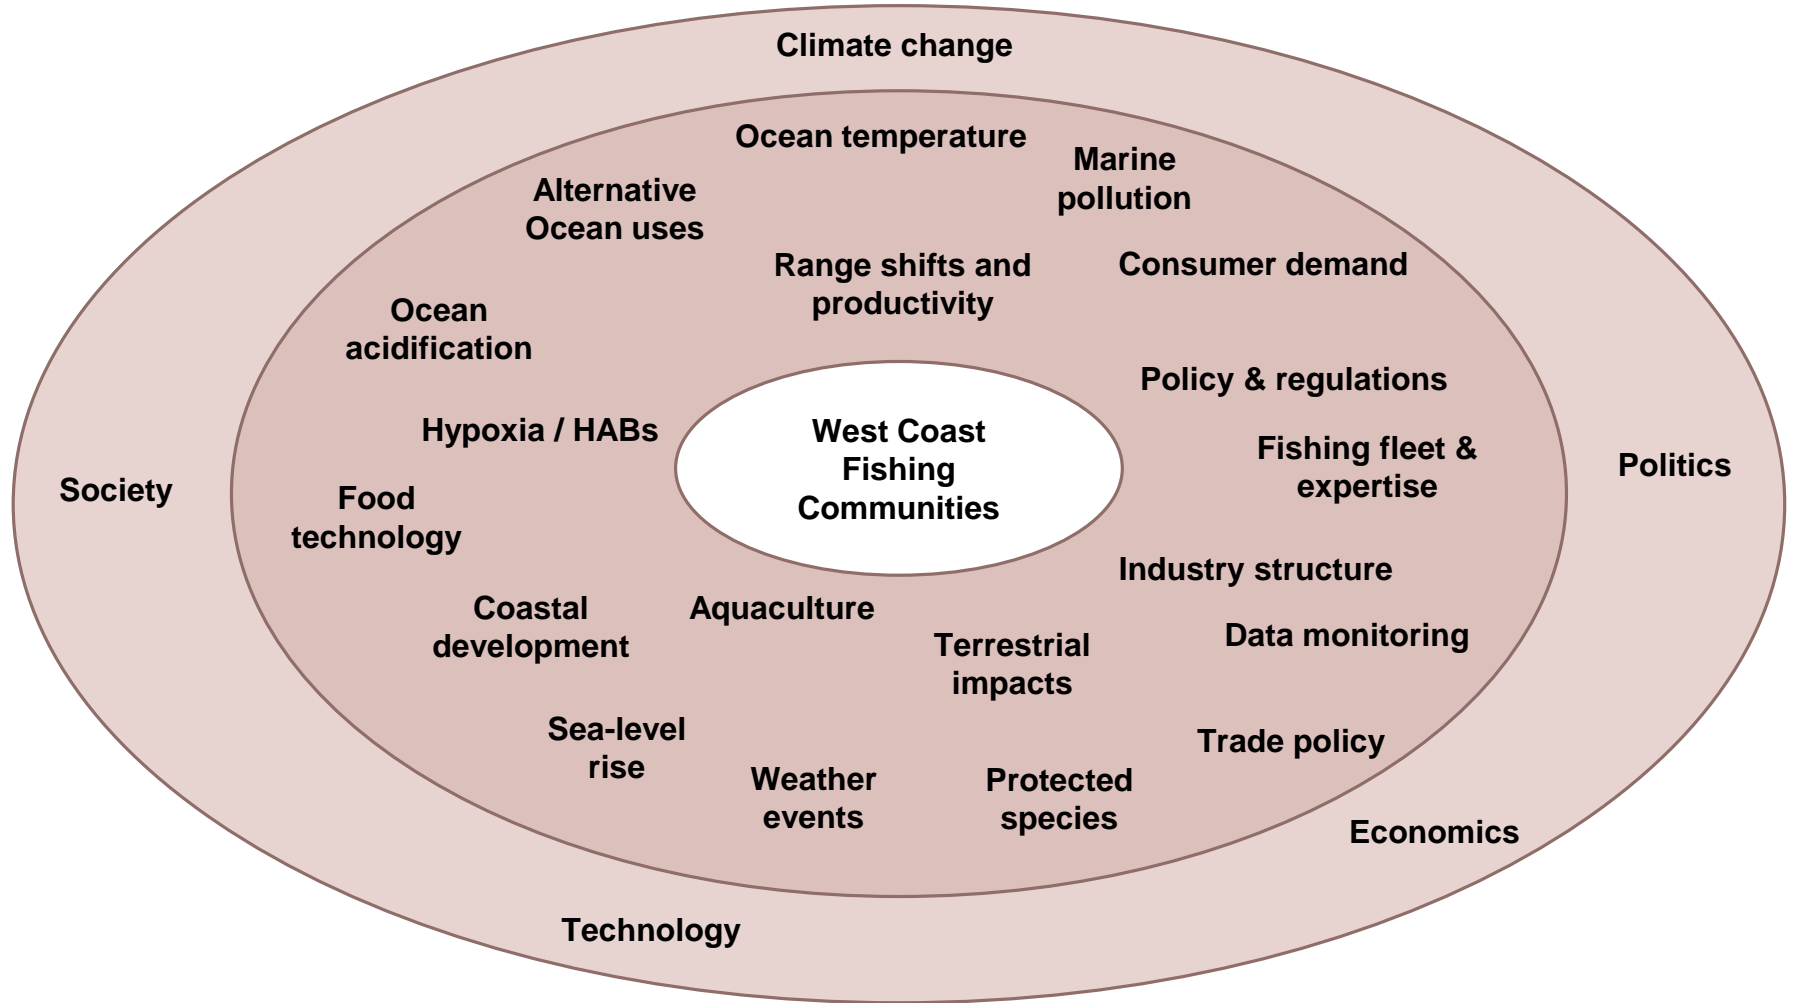 Climate change
Ocean temperature
Marine
pollution
Alternative
Ocean uses
Range shifts and
productivity
Consumer demand
Ocean
acidification
Policy & regulations
Hypoxia / HABs
West Coast
Fishing
Communities
Fishing fleet &
expertise
Politics
Society
Food
technology
Industry structure
Coastal
development
Aquaculture
Terrestrial
impacts
Data monitoring
Sea-level
rise
Trade policy
Weather
events
Protected
species
Economics
Technology